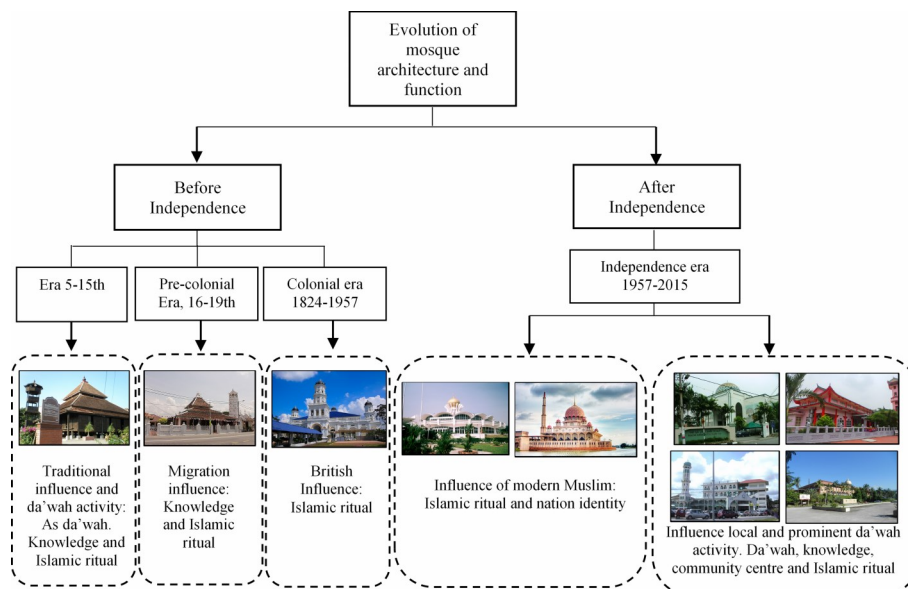 Evolution of
mosque
architecture and
function
Before
Independence
After
Independence
Era 5-15th
Pre-colonial
Era, 16-19th
Colonial era
1824-1957
Independence era
1957-2015
Traditional
influence and
da’wah activity:
As da’wah.
Knowledge and
Islamic ritual
Migration
influence:
Knowledge
and Islamic
ritual
British
Influence:
Islamic ritual
Influence of modern Muslim:
Islamic ritual and nation identity
Influence local and prominent da’wah
activity. Da’wah, knowledge,
community centre and Islamic ritual